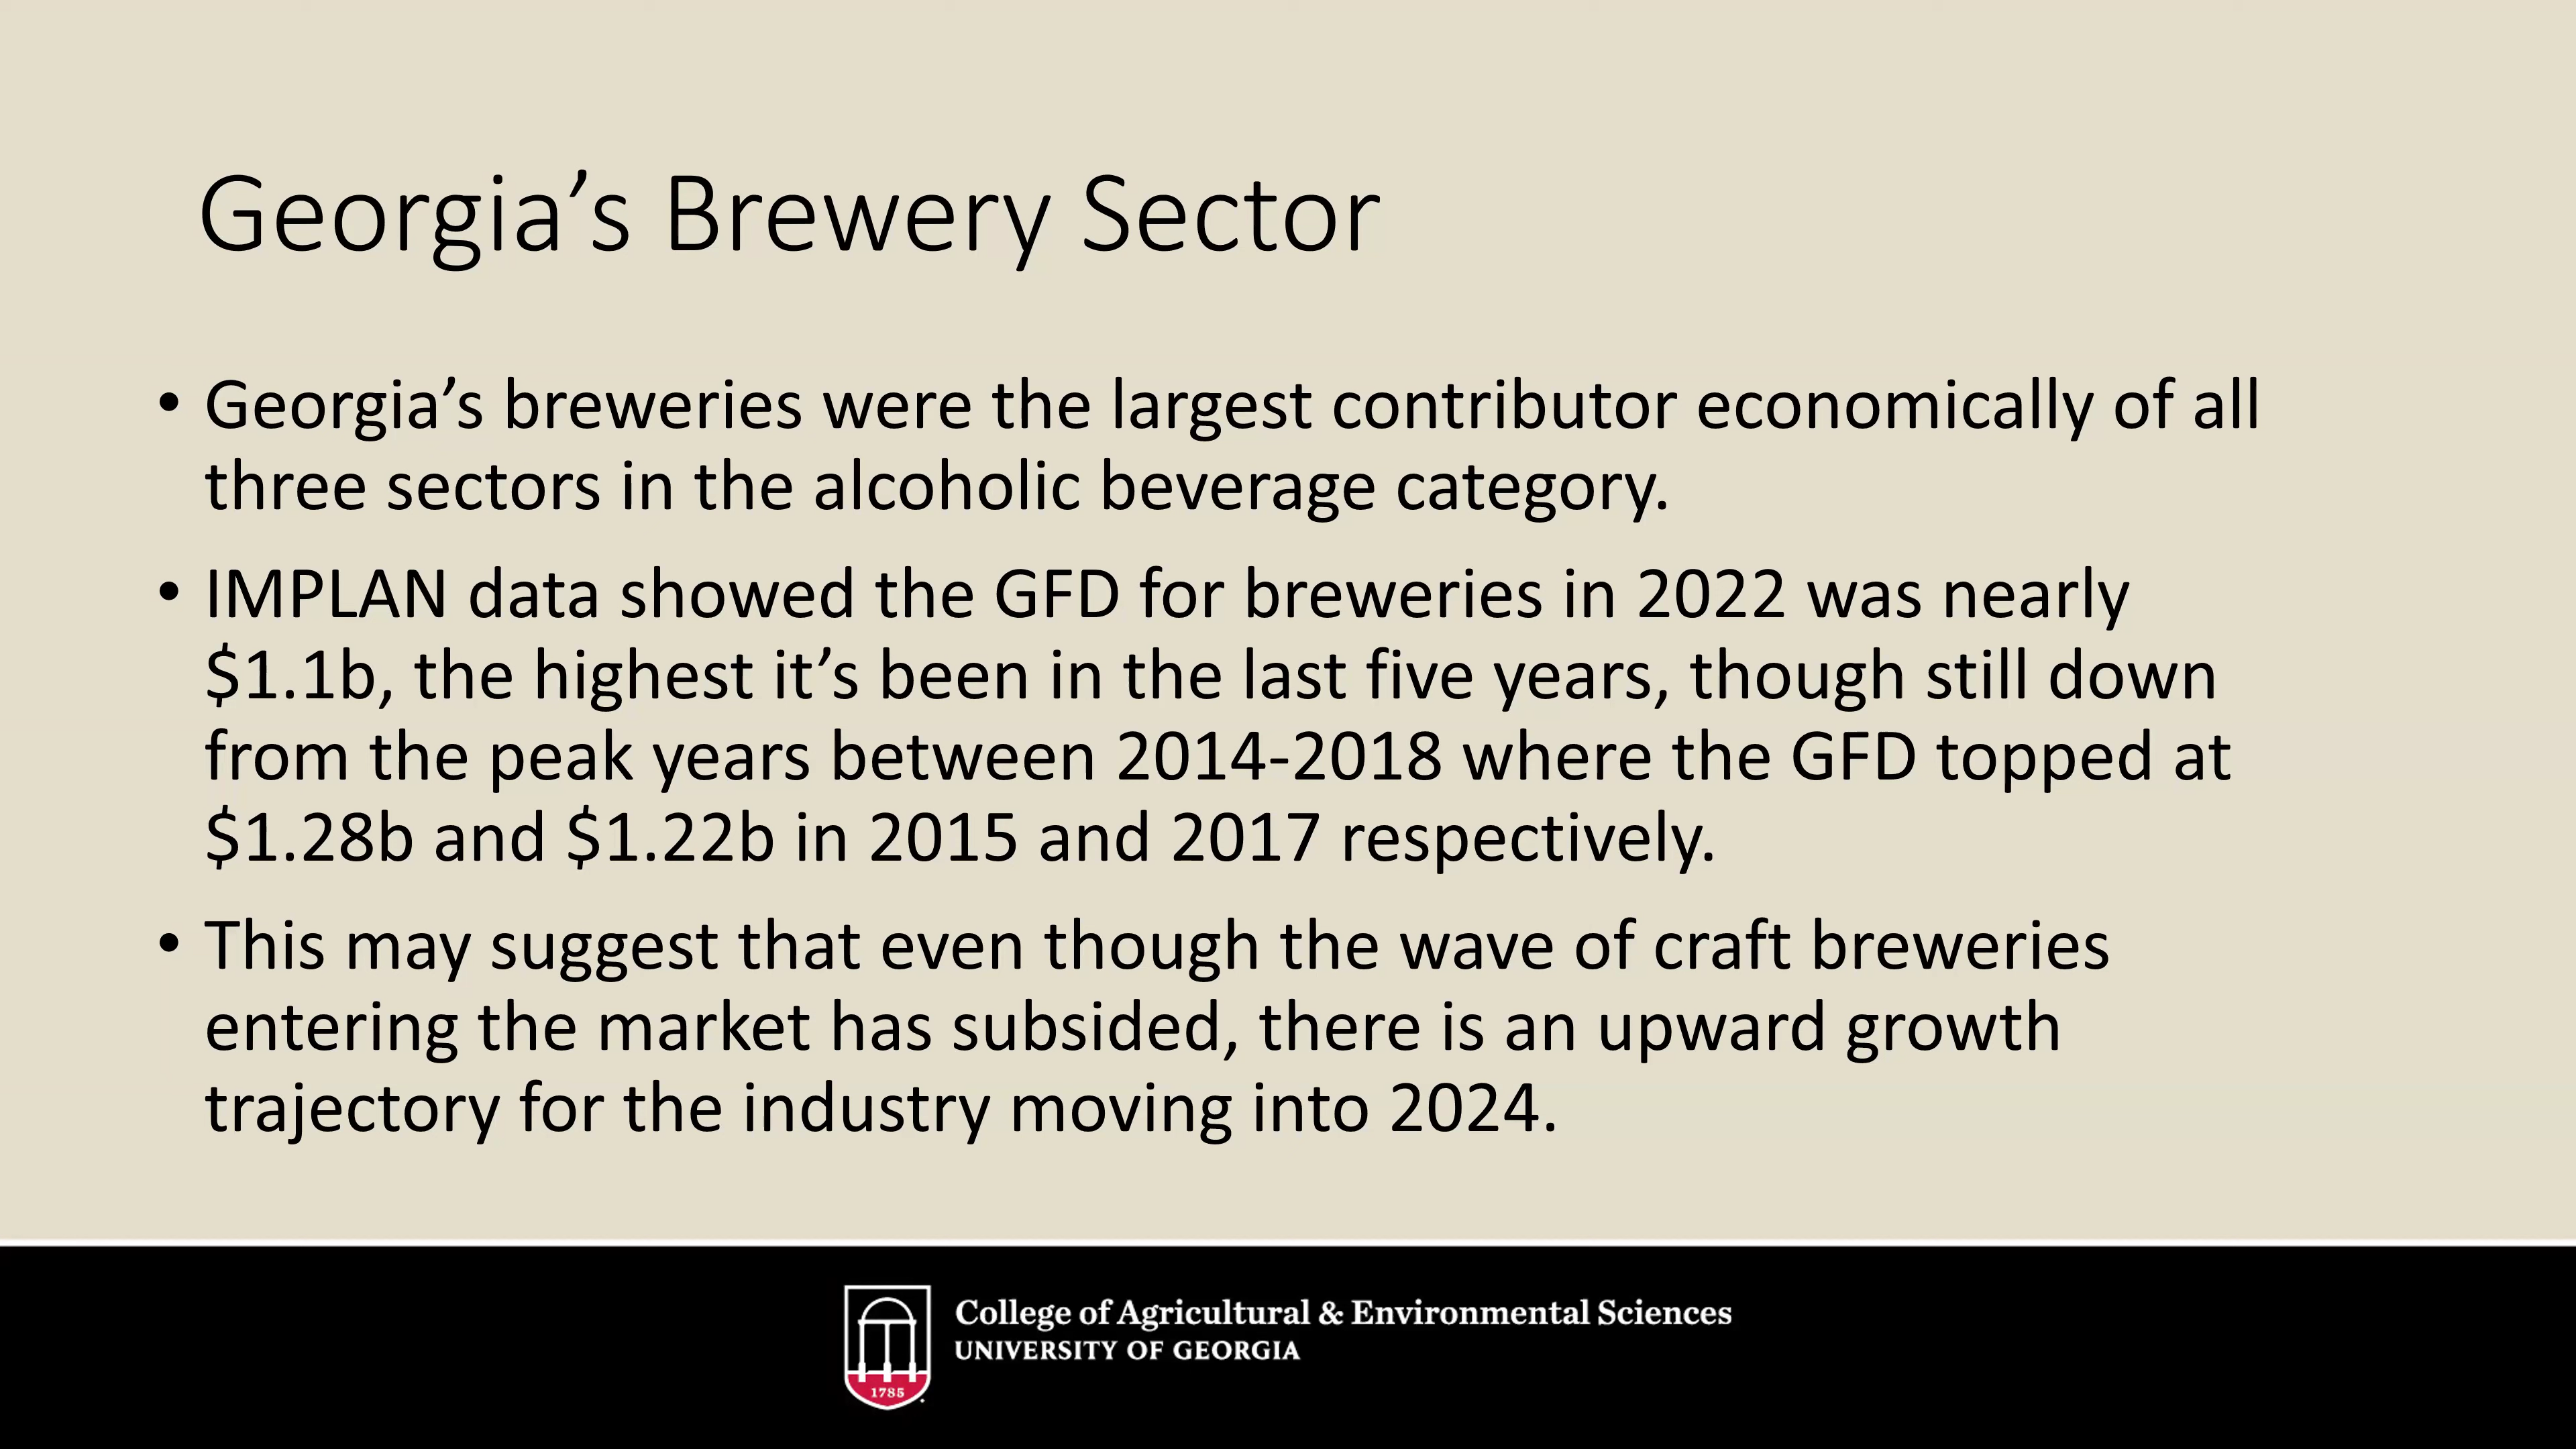 Georgia’s Brewery Sector
• Georgia’s breweries were the largest contributor economically of all
three sectors in the alcoholic beverage category.
• IMPLAN data showed the GFD for breweries in 2022 was nearly
$1.1b, the highest it’s been in the last five years, though still down
from the peak years between 2014-2018 where the GFD topped at
$1.28b and $1.22b in 2015 and 2017 respectively.
• This may suggest that even though the wave of craft breweries
entering the market has subsided, there is an upward growth
trajectory for the industry moving into 2024.
College of Agricultural & Environmental Sciences
UNIVERSITY OF GEORGIA
1785